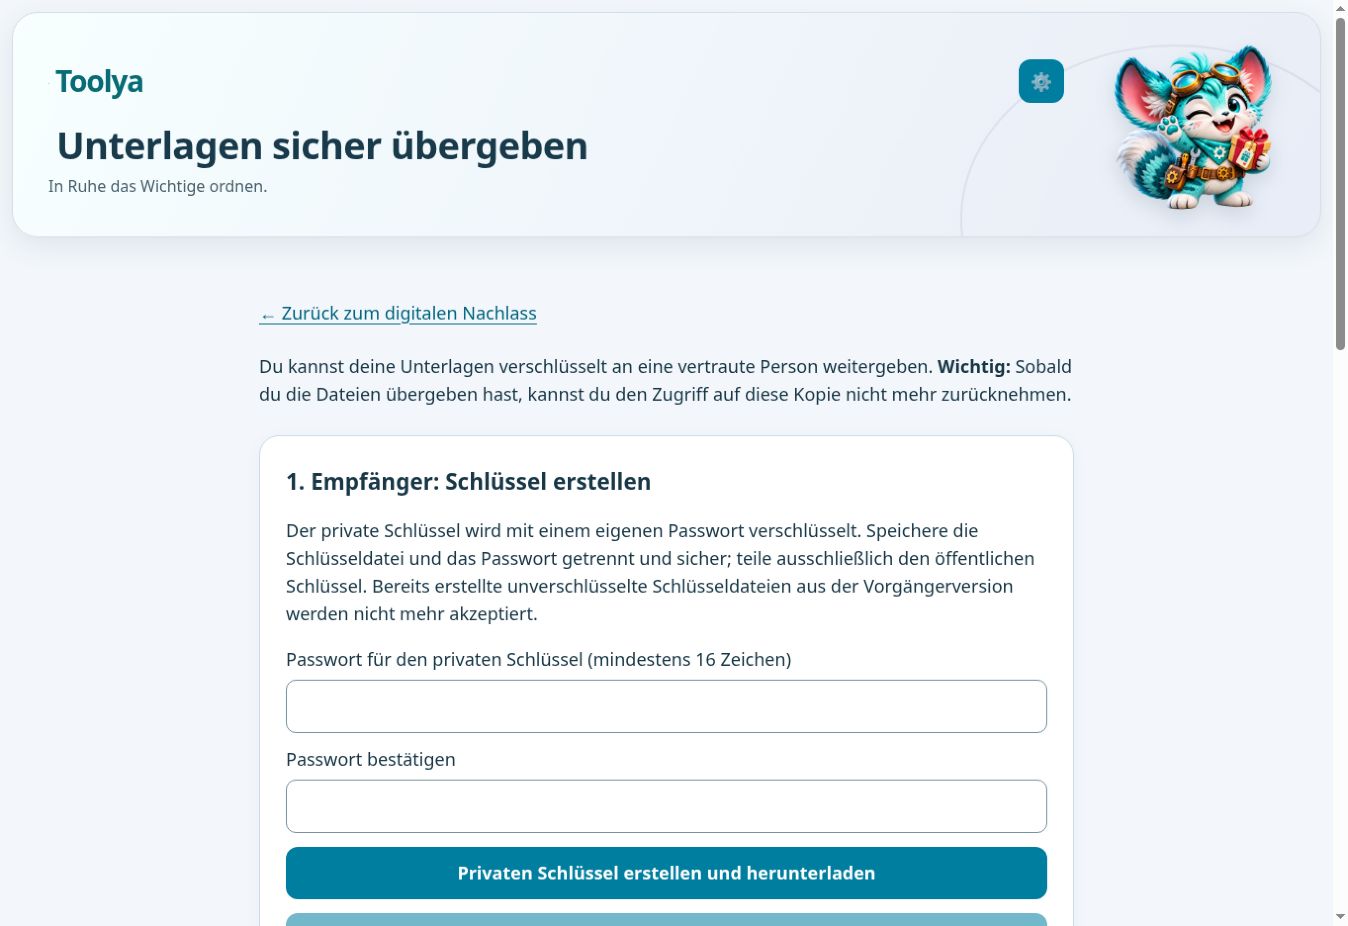 Toolya
Unterlagen sicher übergeben
In Ruhe das Wichtige ordnen.
← Zurück zum digitalen Nachlass
Du kannst deine Unterlagen verschlüsselt an eine vertraute Person weitergeben. Wichtig: Sobald
du die Dateien übergeben hast, kannst du den Zugriff auf diese Kopie nicht mehr zurücknehmen.
1. Empfänger: Schlüssel erstellen
Der private Schlüssel wird mit einem eigenen Passwort verschlüsselt. Speichere die
Schlüsseldatei und das Passwort getrennt und sicher; teile ausschließlich den öffentlichen
Schlüssel. Bereits erstellte unverschlüsselte Schlüsseldateien aus der Vorgängerversion
werden nicht mehr akzeptiert.
Passwort für den privaten Schlüssel (mindestens 16 Zeichen)
Passwort bestätigen
Privaten Schlüssel erstellen und herunterladen